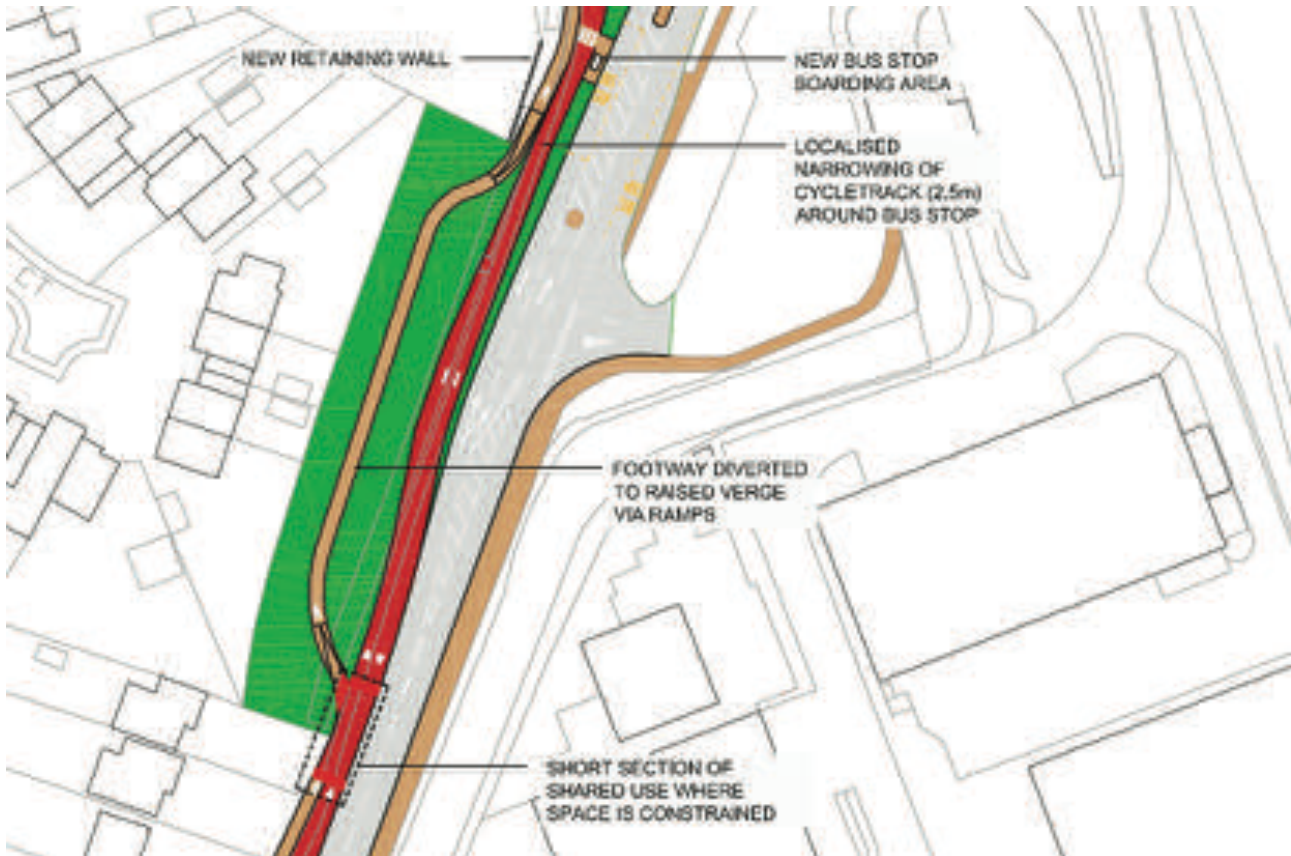 NEW RETAINING WALL
NEW BUS STOP
BOARDING AREA
LOCALISED
NARROWING OF
CYCLETRACK (2.5m)
AROUND BUS STOP
FOOTWAY DIVERTED
TO RAISED VERGE
VIA RAMPS
SHORT SECTION OF
SHARED USE WHERE
SPACE IS CONSTRAINED